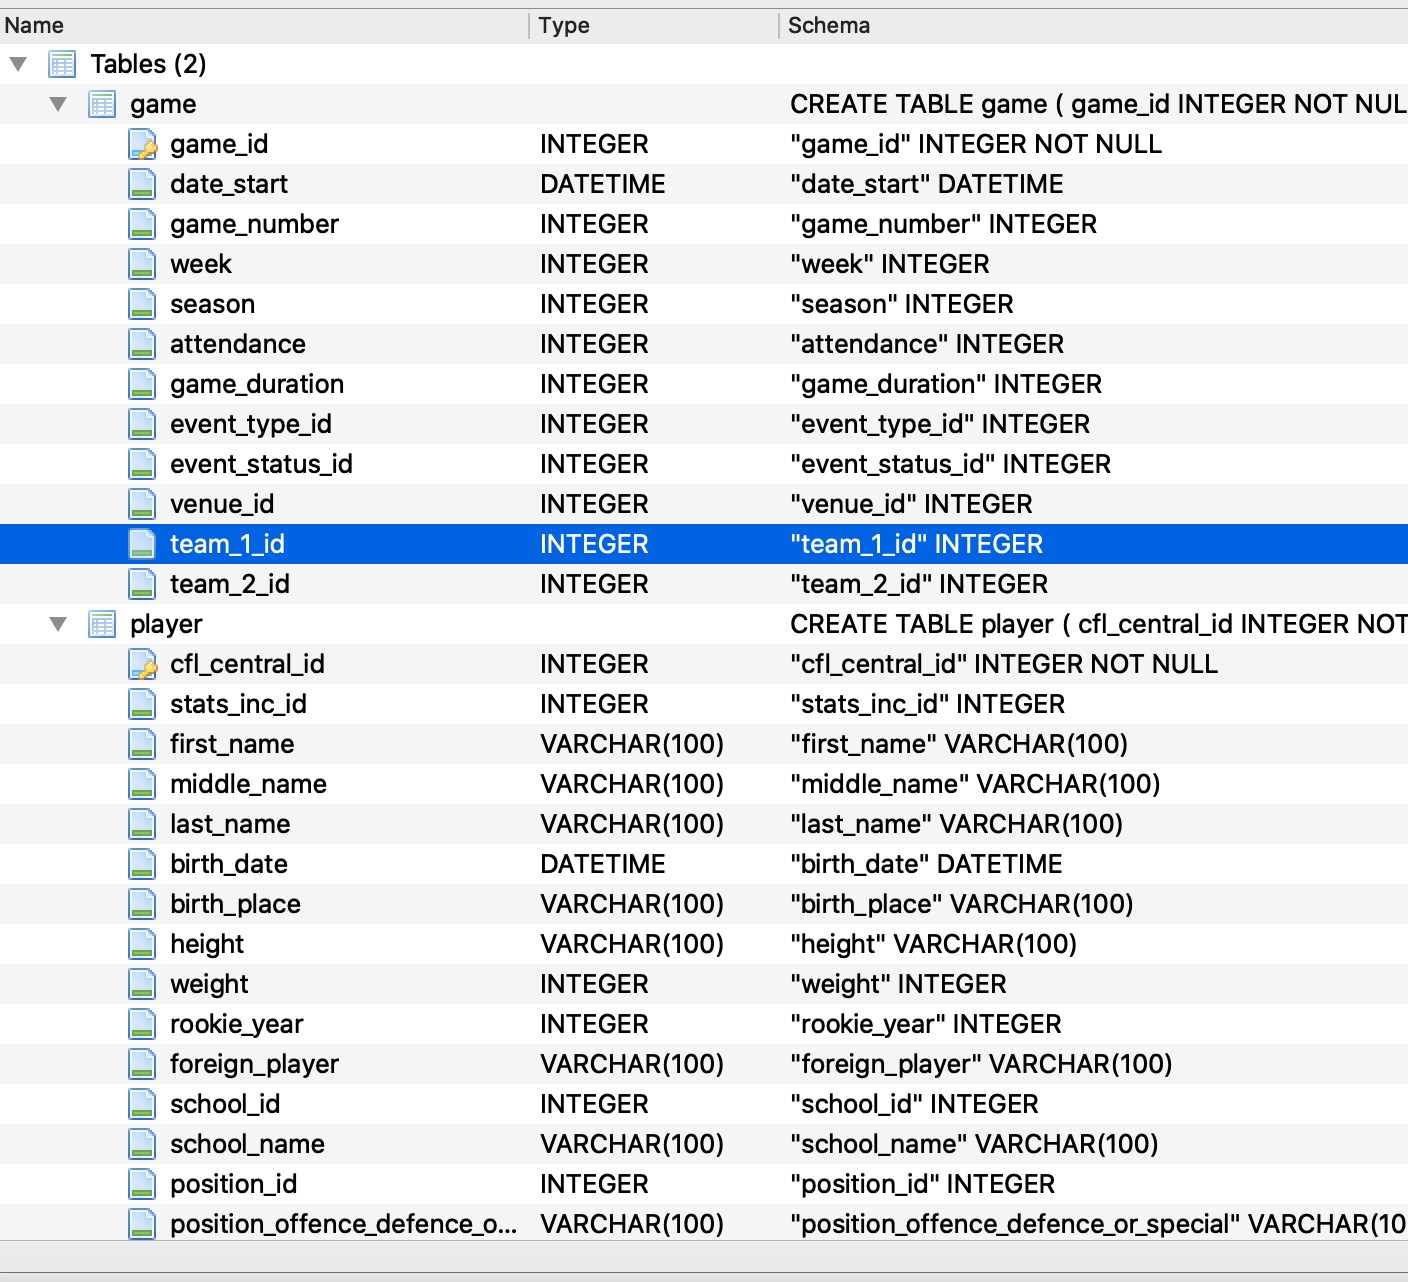 Name Type Schema
Tables (2)
game CREATE TABLE game ( game_id INTEGER NOT NUL
game_id INTEGER "game_id" INTEGER NOT NULL
date_start DATETIME "date_start" DATETIME
game_number INTEGER "game_number" INTEGER
week INTEGER "week" INTEGER
season INTEGER "season" INTEGER
attendance INTEGER "attendance" INTEGER
game_duration INTEGER "game_duration" INTEGER
event_type_id INTEGER "event_type_id" INTEGER
event_status_id INTEGER "event_status_id" INTEGER
venue_id INTEGER "venue_id" INTEGER
team_1_id INTEGER "team_1_id" INTEGER
team_2_id INTEGER "team_2_id" INTEGER
player CREATE TABLE player ( cfl_central_id INTEGER NOT
cfl_central_id INTEGER "cfl_central_id" INTEGER NOT NULL
stats_inc_id INTEGER "stats_inc_id" INTEGER
first_name VARCHAR(100) "first_name" VARCHAR(100)
middle_name VARCHAR(100) "middle_name" VARCHAR(100)
last_name VARCHAR(100) "last_name" VARCHAR(100)
birth_date DATETIME "birth_date" DATETIME
birth_place VARCHAR(100) "birth_place" VARCHAR(100)
height VARCHAR(100) "height" VARCHAR(100)
weight INTEGER "weight" INTEGER
rookie_year INTEGER "rookie_year" INTEGER
foreign_player VARCHAR(100) "foreign_player" VARCHAR(100)
school_id INTEGER "school_id" INTEGER
school_name VARCHAR(100) "school_name" VARCHAR(100)
position_id INTEGER "position_id" INTEGER
position_offence_defence_o... VARCHAR(100) "position_offence_defence_or_special" VARCHAR(10